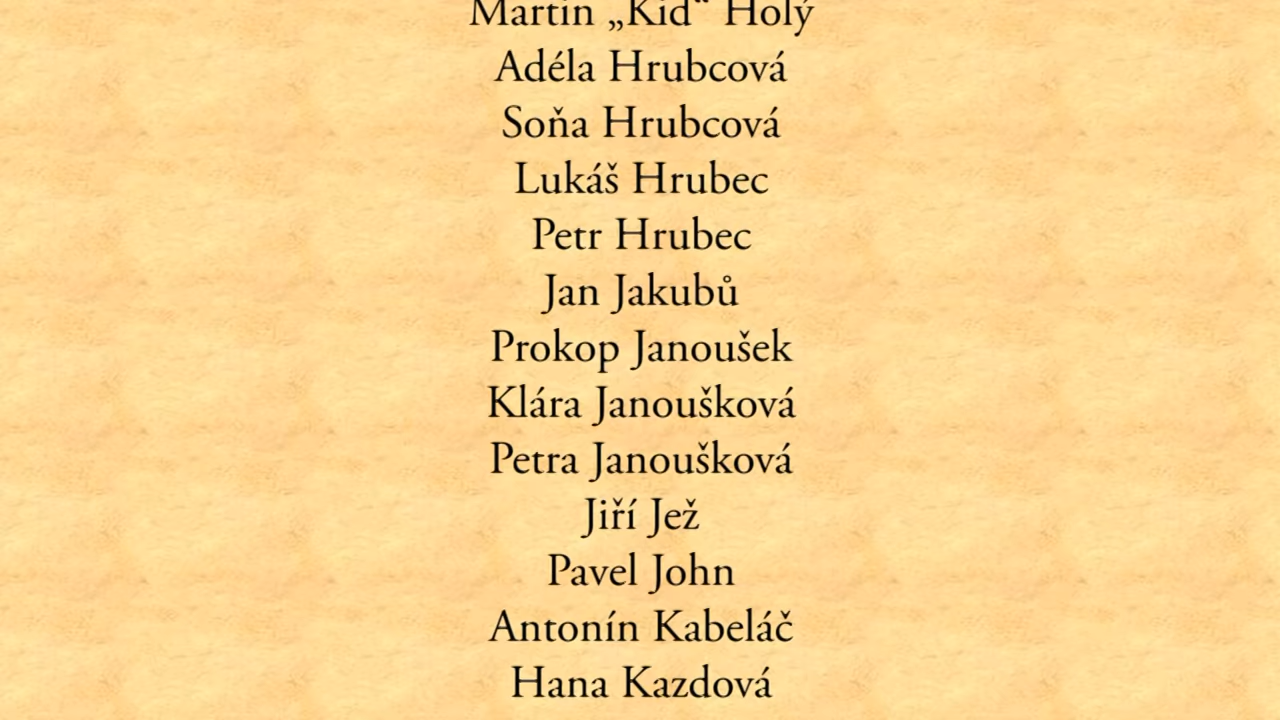 Martin „Kid“ Holý
Adéla Hrubcová
Soňa Hrubcová
Lukáš Hrubec
Petr Hrubec
Jan Jakubů
Prokop Janoušek
Klára Janoušková
Petra Janoušková
Jiří Jež
Pavel John
Antonín Kabeláč
Hana Kazdová